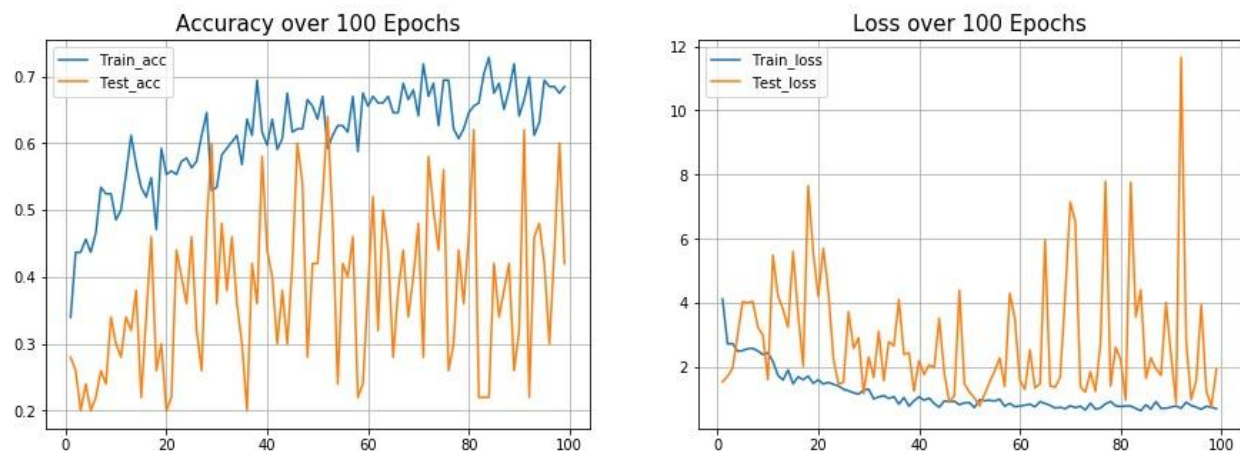 Accuracy over 100 Epochs
Train_acc
Test_acc
0.7
0.6
0.5
0.4
0.3
0.2
0 20 40 60 80 100
Loss over 100 Epochs
Train_loss
Test_loss
12
10
8
6
4
2
0 20 40 60 80 100